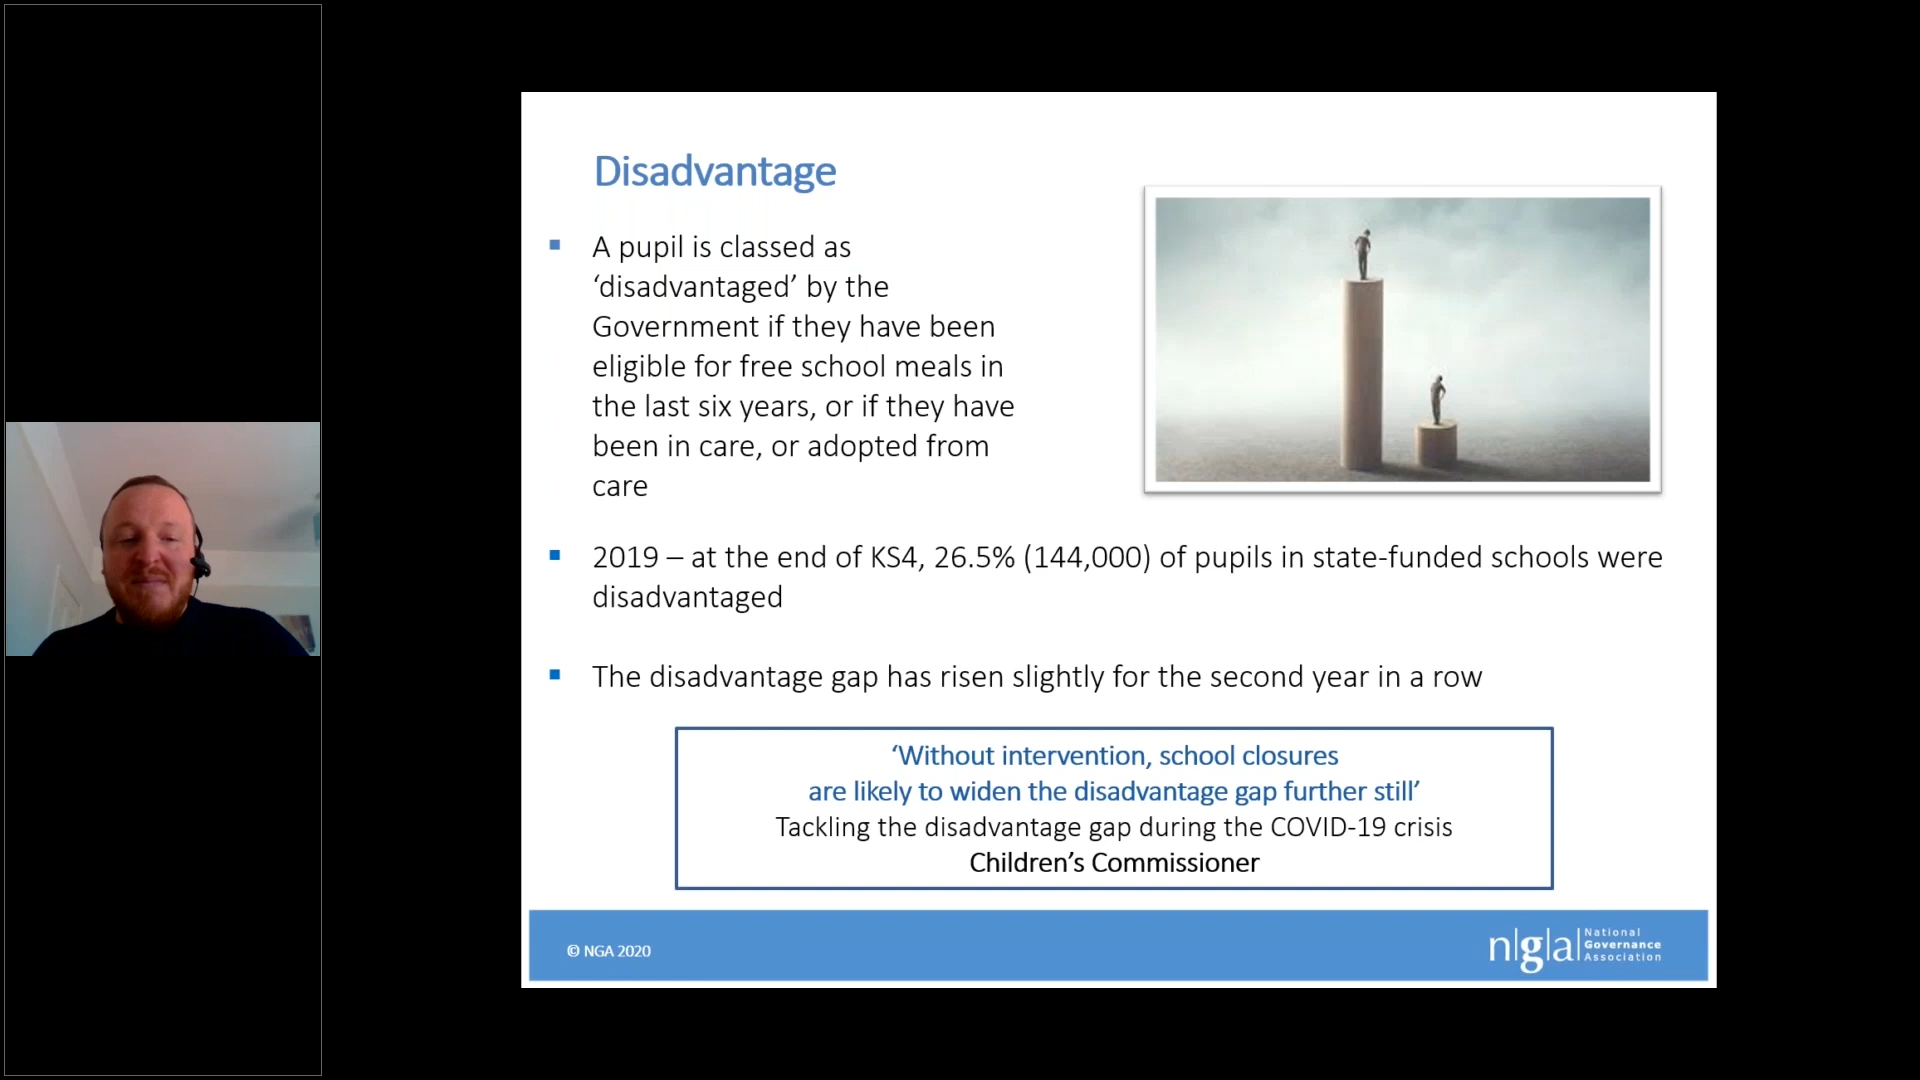 Disadvantage
▪ A pupil is classed as
‘disadvantaged’ by the
Government if they have been
eligible for free school meals in
the last six years, or if they have
been in care, or adopted from
care
▪ 2019 – at the end of KS4, 26.5% (144,000) of pupils in state-funded schools were
disadvantaged
▪ The disadvantage gap has risen slightly for the second year in a row
‘Without intervention, school closures
are likely to widen the disadvantage gap further still’
Tackling the disadvantage gap during the COVID-19 crisis
Children’s Commissioner
© NGA 2020
n|g|a|
National
Governance
Association